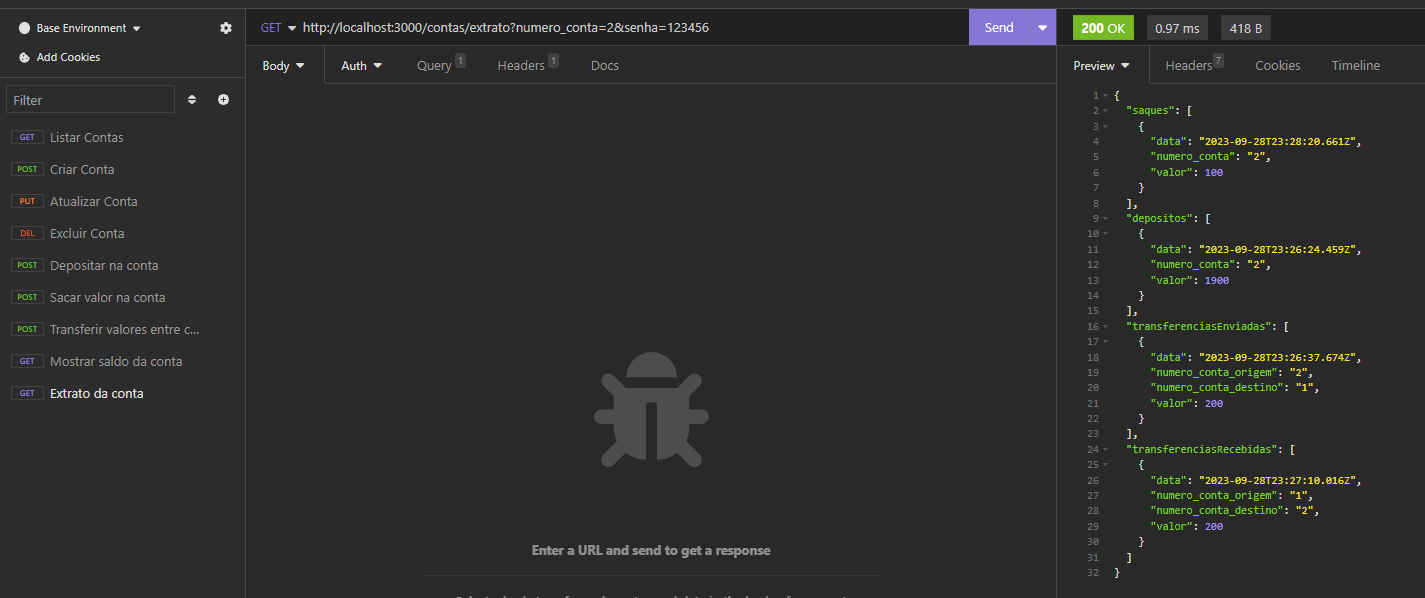 Base Environment
Add Cookies
Filter
GET Listar Contas
POST Criar Conta
PUT Atualizar Conta
DEL Excluir Conta
POST Depositar na conta
POST Sacar valor na conta
POST Transferir valores entre c...
GET Mostrar saldo da conta
GET Extrato da conta
GET http://localhost:3000/contas/extrato?numero_conta=2&senha=123456 Send
Body Auth Query 1 Headers 1 Docs
Enter a URL and send to get a response
200 OK 0.97 ms 418 B
Preview Headers 7 Cookies Timeline
1 {
2 "saques": [
3 {
4 "data": "2023-09-28T23:28:20.661Z",
5 "numero_conta": "2",
6 "valor": 100
7 }
8 ],
9 "depositos": [
10 {
11 "data": "2023-09-28T23:26:24.459Z",
12 "numero_conta": "2",
13 "valor": 1900
14 }
15 ],
16 "transferenciasEnviadas": [
17 {
18 "data": "2023-09-28T23:26:37.674Z",
19 "numero_conta_origem": "2",
20 "numero_conta_destino": "1",
21 "valor": 200
22 }
23 ],
24 "transferenciasRecebidas": [
25 {
26 "data": "2023-09-28T23:27:10.016Z",
27 "numero_conta_origem": "1",
28 "numero_conta_destino": "2",
29 "valor": 200
30 }
31 ]
32 }